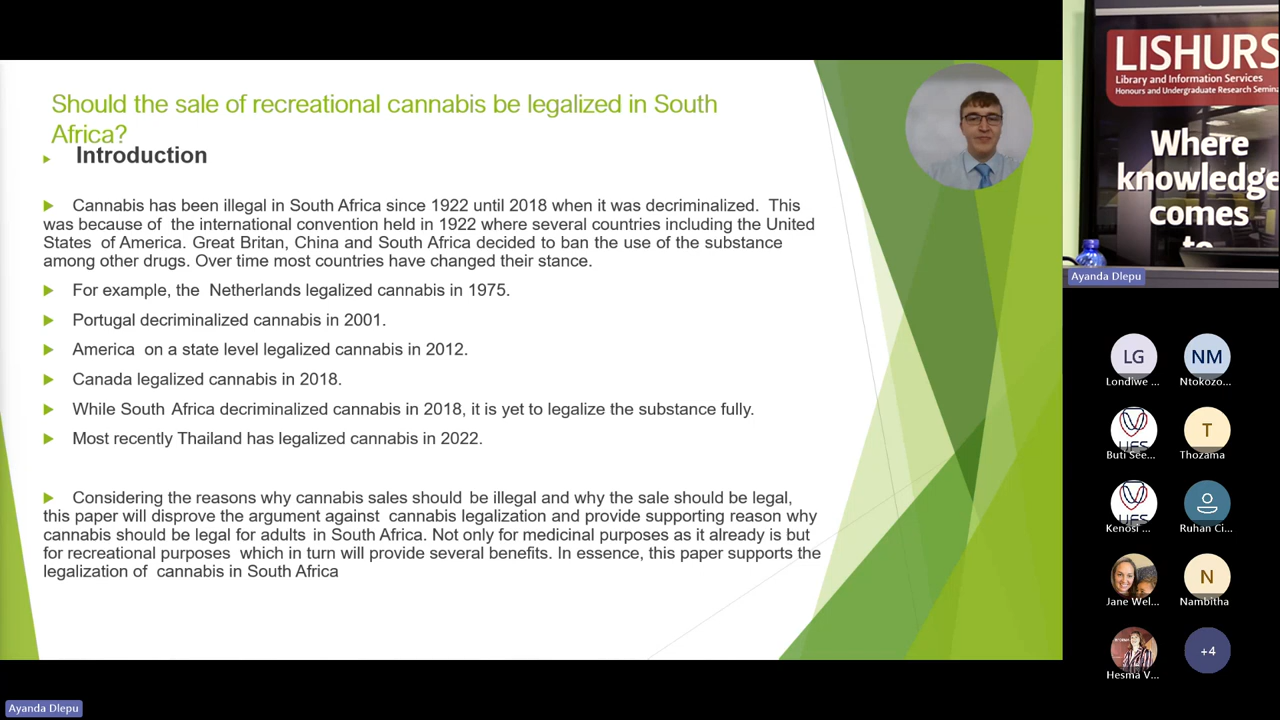 Should the sale of recreational cannabis be legalized in South
Africa?
Introduction
Cannabis has been illegal in South Africa since 1922 until 2018 when it was decriminalized. This
was because of the international convention held in 1922 where several countries including the United
States of America. Great Britan, China and South Africa decided to ban the use of the substance
among other drugs. Over time most countries have changed their stance.
For example, the Netherlands legalized cannabis in 1975.
Portugal decriminalized cannabis in 2001.
America on a state level legalized cannabis in 2012.
Canada legalized cannabis in 2018.
While South Africa decriminalized cannabis in 2018, it is yet to legalize the substance fully.
Most recently Thailand has legalized cannabis in 2022.
Considering the reasons why cannabis sales should be illegal and why the sale should be legal,
this paper will disprove the argument against cannabis legalization and provide supporting reason why
cannabis should be legal for adults in South Africa. Not only for medicinal purposes as it already is but
for recreational purposes which in turn will provide several benefits. In essence, this paper supports the
legalization of cannabis in South Africa
LISHURS
Library and Information Services
Honours and Undergraduate Research Semin
Where
knowledge
comes
to
Ayanda Dlepu
LG
Londiwe ...
NM
Ntokozo...
UFS
Buti See...
T
Thozama
UFS
Kenosi ...
Ruhan Ci...
Jane Wel...
N
Nambitha
Hesma V...
+4
Ayanda Dlepu